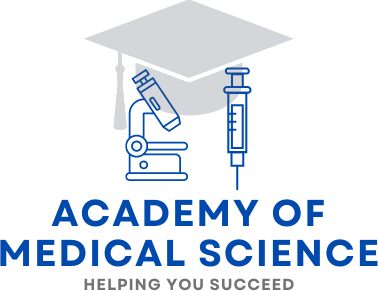 ACADEMY OF
MEDICAL SCIENCE
HELPING YOU SUCCEED